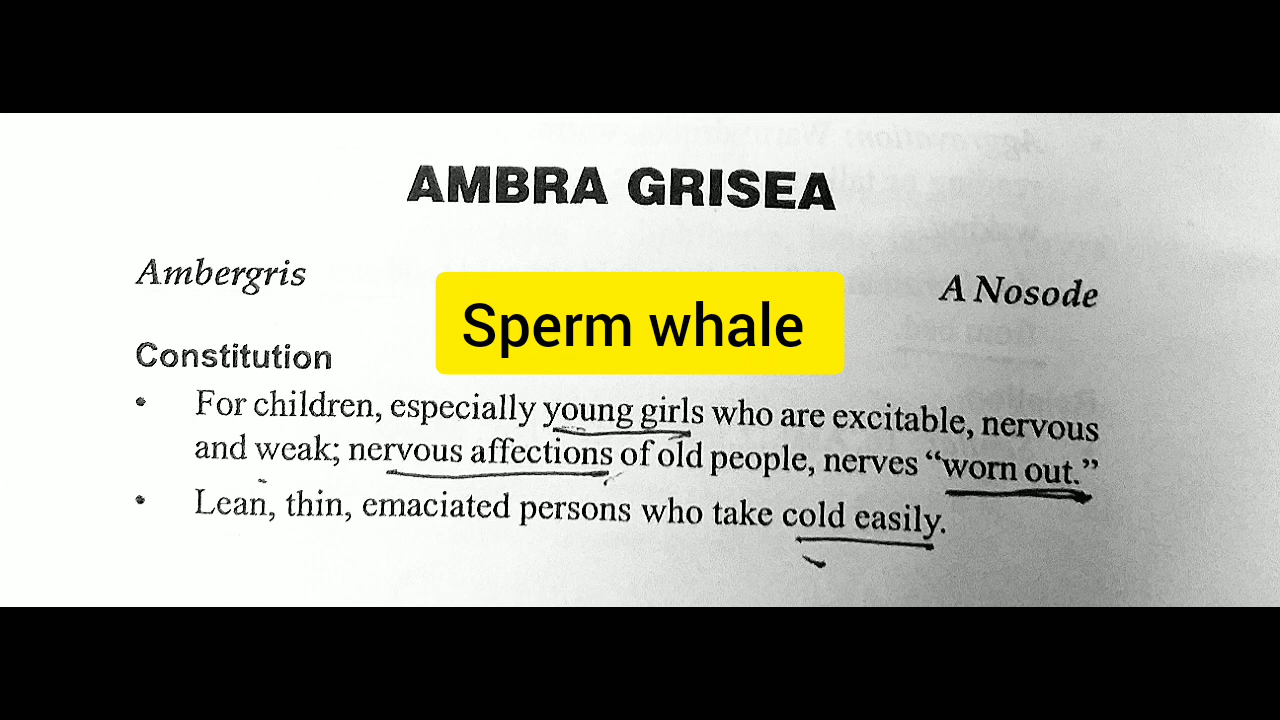 AMBRA GRISEA
Ambergris
A Nosode
Sperm whale
Constitution
• For children, especially young girls who are excitable, nervous
and weak; nervous affections of old people, nerves “worn out.”
• Lean, thin, emaciated persons who take cold easily.